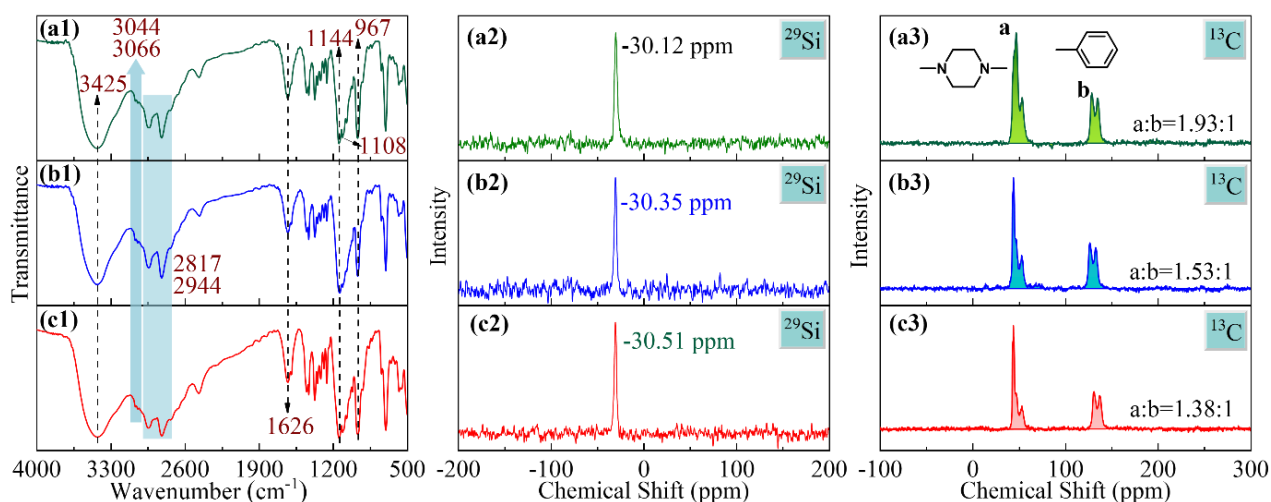 (a1)
3044
3066
3425
1144
967
1108
(b1)
2817
2944
(c1)
1626
Transmittance
4000 3300 2600 1900 1200 500
Wavenumber (cm⁻¹)
(a2)
-30.12 ppm
²⁹Si
(b2)
-30.35 ppm
²⁹Si
(c2)
-30.51 ppm
²⁹Si
Intensity
-200 -100 0 100 200
Chemical Shift (ppm)
(a3)
a
N
N
b
¹³C
a:b=1.93:1
(b3)
¹³C
a:b=1.53:1
(c3)
¹³C
a:b=1.38:1
Intensity
-100 0 100 200 300
Chemical Shift (ppm)